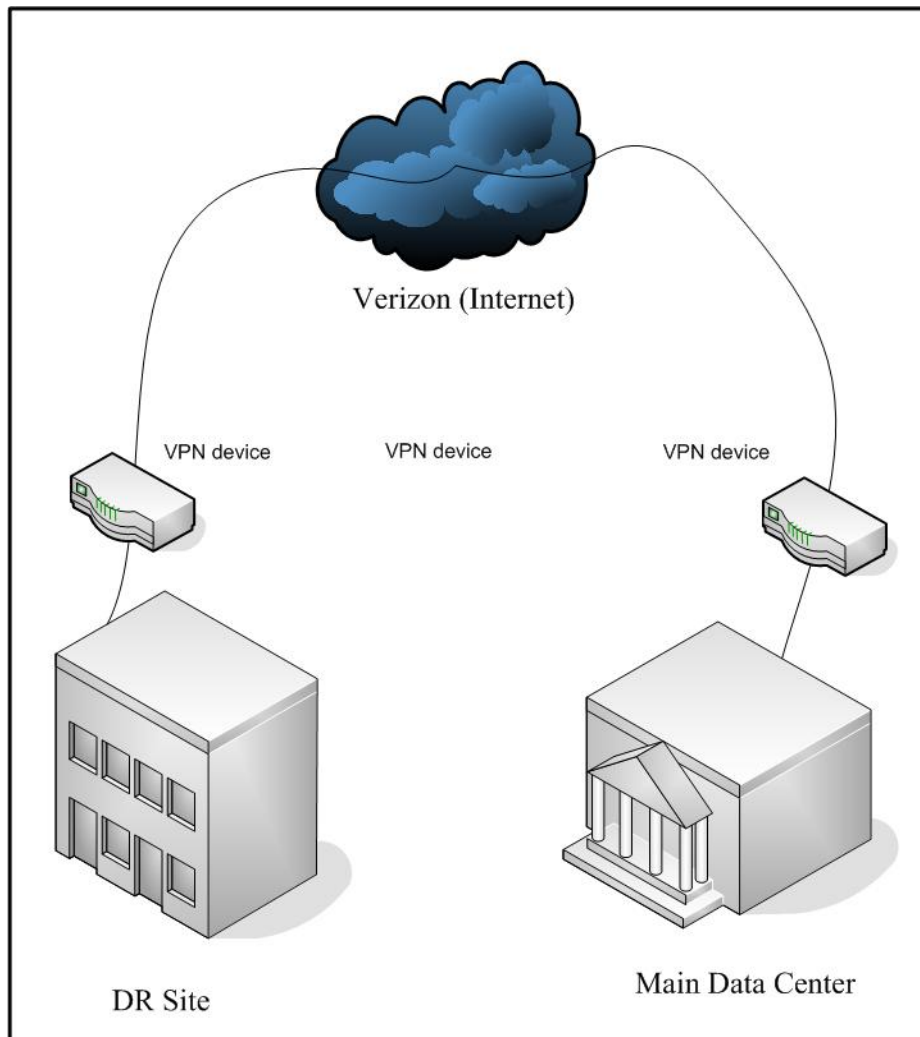 Verizon (Internet)
VPN device
VPN device
VPN device
DR Site
Main Data Center